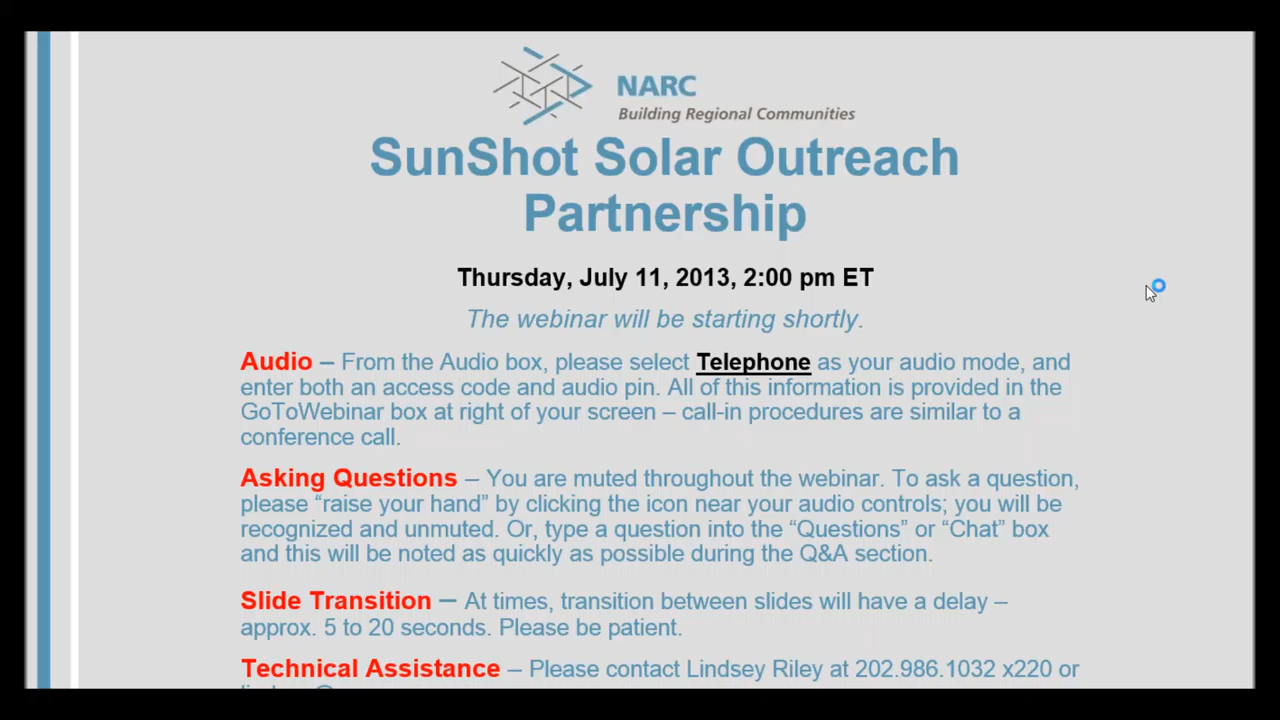 NARC
Building Regional Communities
SunShot Solar Outreach
Partnership
Thursday, July 11, 2013, 2:00 pm ET
The webinar will be starting shortly.
Audio – From the Audio box, please select Telephone as your audio mode, and
enter both an access code and audio pin. All of this information is provided in the
GoToWebinar box at right of your screen – call-in procedures are similar to a
conference call.
Asking Questions – You are muted throughout the webinar. To ask a question,
please “raise your hand” by clicking the icon near your audio controls; you will be
recognized and unmuted. Or, type a question into the “Questions” or “Chat” box
and this will be noted as quickly as possible during the Q&A section.
Slide Transition – At times, transition between slides will have a delay –
approx. 5 to 20 seconds. Please be patient.
Technical Assistance – Please contact Lindsey Riley at 202.986.1032 x220 or